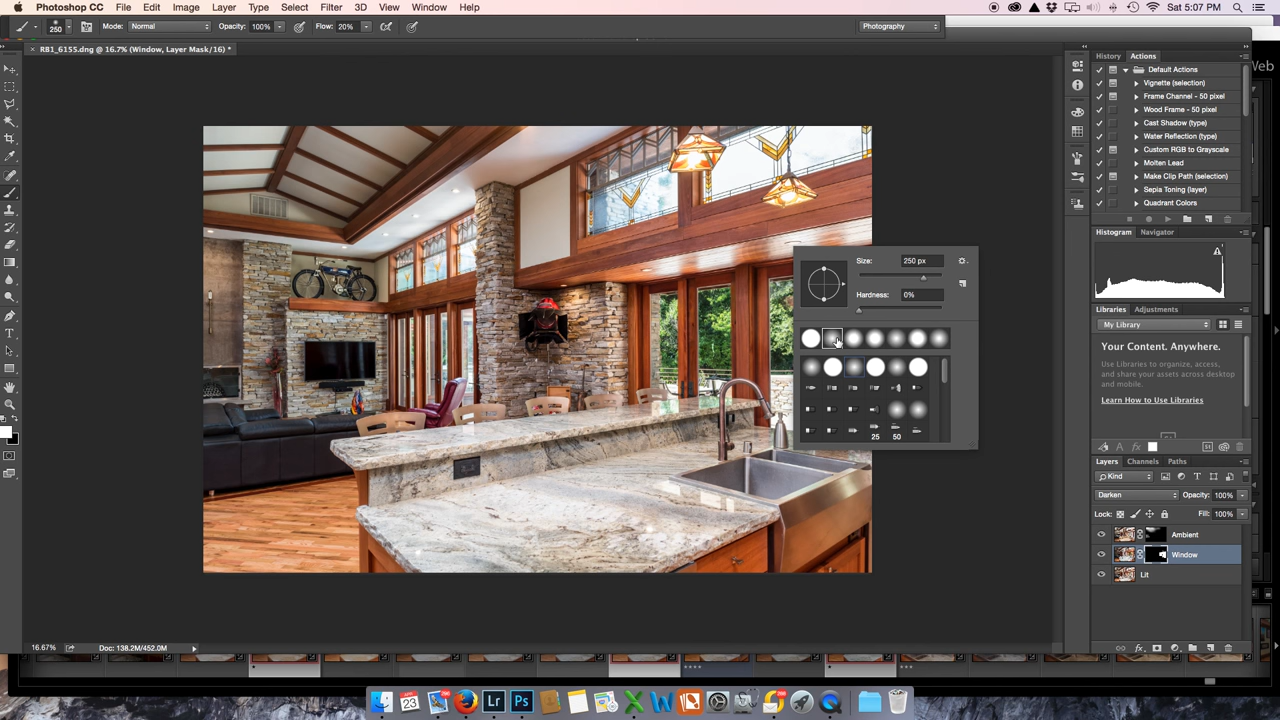 Photoshop CC File Edit Image Layer Type Select Filter 3D View Window Help
Sat 5:07 PM
250 Mode: Normal Opacity: 100% Flow: 20% Photography
× RB1_6155.dng @ 16.7% (Window, Layer Mask/16) *
Web
History Actions
Default Actions
Vignette (selection)
Frame Channel - 50 pixel
Wood Frame - 50 pixel
Cast Shadow (type)
Water Reflection (type)
Custom RGB to Grayscale
Molten Lead
Make Clip Path (selection)
Sepia Toning (layer)
Quadrant Colors
Histogram Navigator
Size: 250 px
Hardness: 0%
25 50
Libraries Adjustments
My Library
Your Content. Anywhere.
Use Libraries to create, organize, access
and share your assets across desktop
and mobile.
Learn How to Use Libraries
Layers Channels Paths
Kind
Darken Opacity: 100%
Lock: Fill: 100%
Ambient
Window
Lit
16.67% Doc: 138.2M/452.0M
APR
23
Lr
Ps